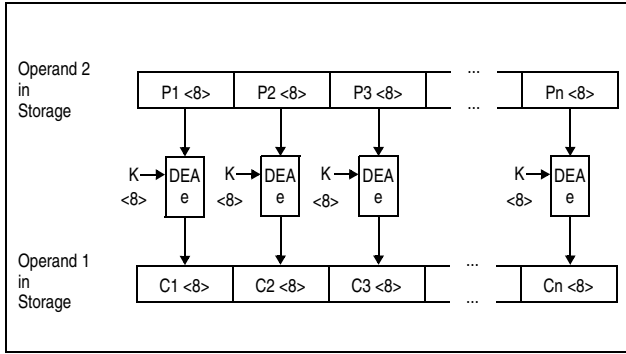 Operand 2
in
Storage
P1 <8> P2 <8> P3 <8> ... ... Pn <8>
K DEA K DEA K DEA K DEA
<8> e <8> e <8> e <8> e
Operand 1
in
Storage
C1 <8> C2 <8> C3 <8> ... ... Cn <8>